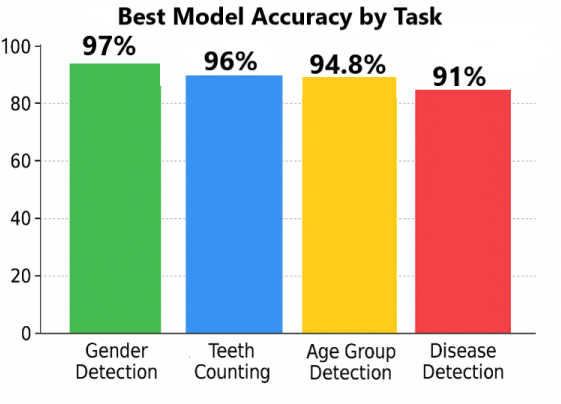 Best Model Accuracy by Task
100
80
60
40
20
0
97%
96%
94.8%
91%
Gender
Detection
Teeth
Counting
Age Group
Detection
Disease
Detection